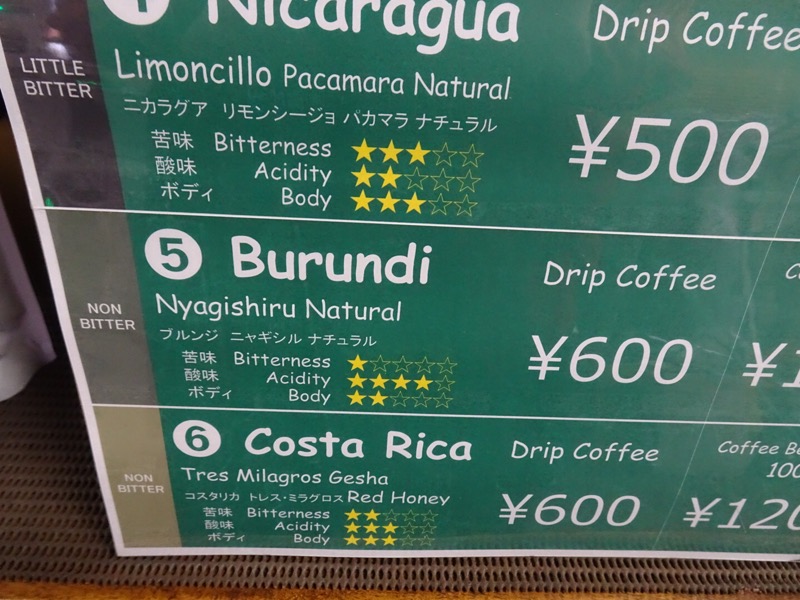 Nicaragua
Drip Coffee
LITTLE
BITTER
Limoncillo Pacamara Natural
ニカラグア リモンシージョ パカマラ ナチュラル
苦味 Bitterness ★★★☆☆
酸味 Acidity ★★☆☆☆
ボディ Body ★★★☆☆
¥500
5 Burundi
Drip Coffee
NON
BITTER
Nyagishiru Natural
ブルンジ ニャギシル ナチュラル
苦味 Bitterness ★☆☆☆☆
酸味 Acidity ★★★★☆
ボディ Body ★★☆☆☆
¥600
¥1
6 Costa Rica
Drip Coffee
Coffee Be
100
NON
BITTER
Tres Milagros Gesha
コスタリカ トレス・ミラグロス Red Honey
苦味 Bitterness ★★☆☆☆
酸味 Acidity ★★★☆☆
ボディ Body ★★★☆☆
¥600
¥120